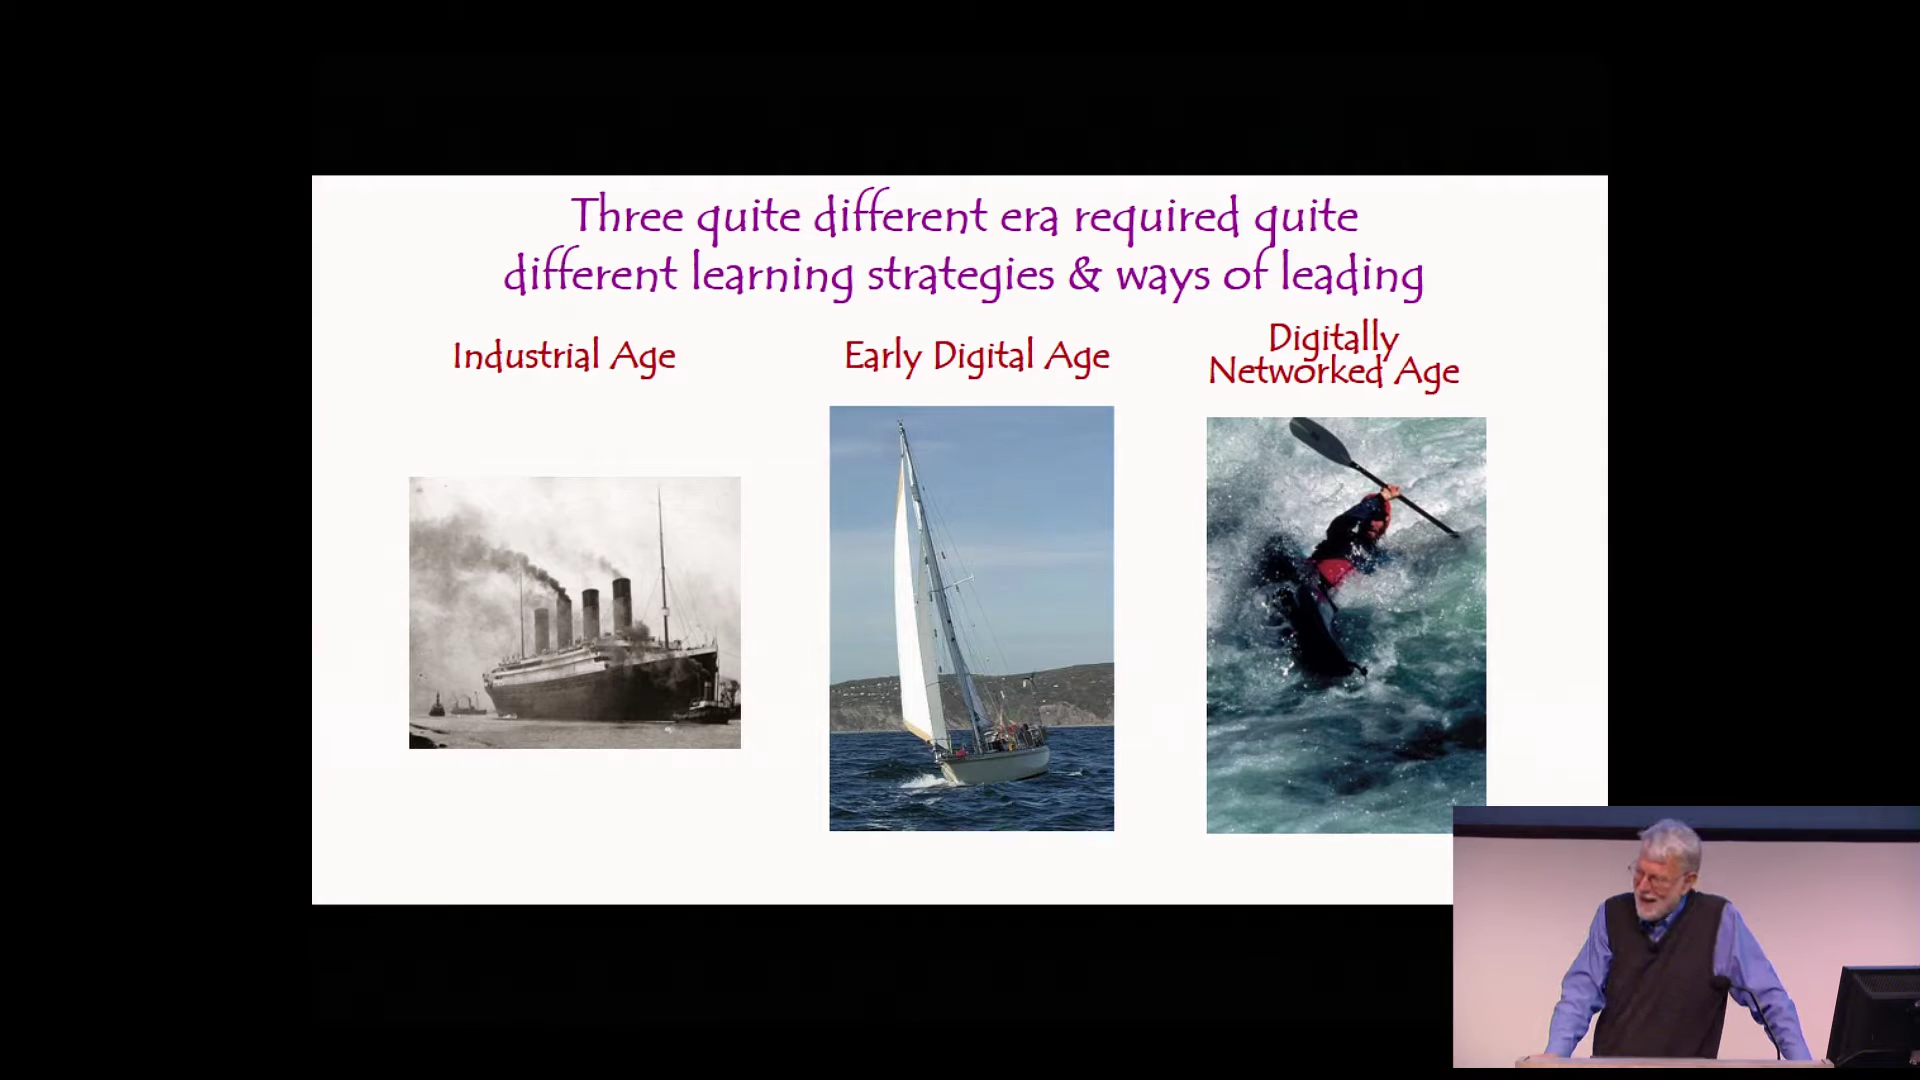 Three quite different era required quite
different learning strategies & ways of leading
Industrial Age
Early Digital Age
Digitally
Networked Age